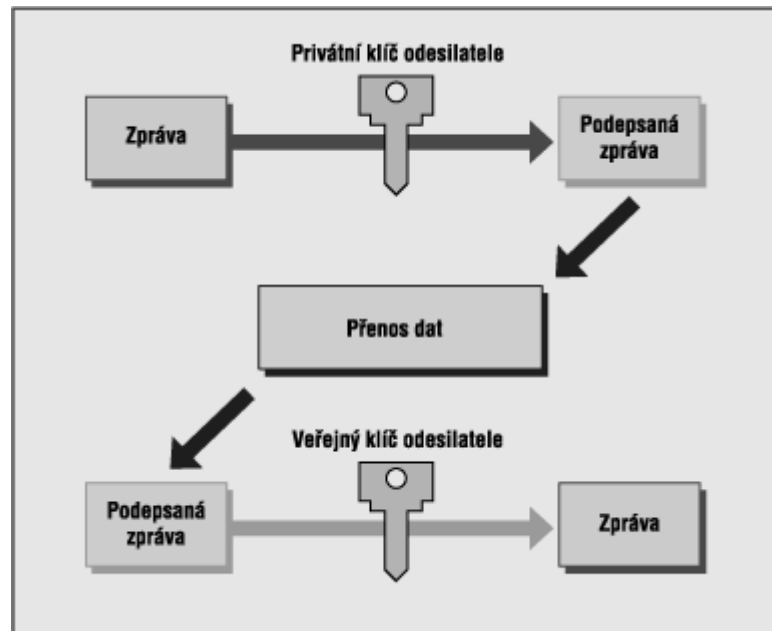 Privátní klíč odesilatele
Zpráva
Podepsaná
zpráva
Přenos dat
Veřejný klíč odesilatele
Podepsaná
zpráva
Zpráva